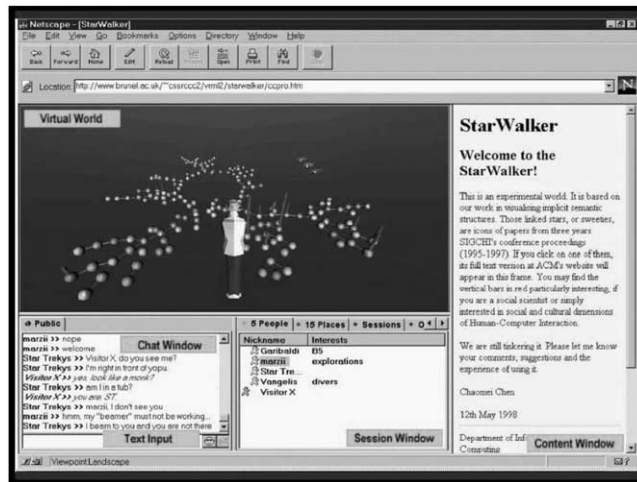 Netscape - [StarWalker]
File Edit View Go Bookmarks Options Directory Window Help
Back Forward Home Edit Reload Open Print Find
Location: http://www.brunel.ac.uk/~cssrccc2/vrml2/starwalker/ccpro.htm
N
Virtual World
StarWalker
Welcome to the
StarWalker!
This is an experimental world. It is based
on our work in visualizing implicit semantic
structures. Those linked stars, or sweeties,
are icons of papers from three years
SIGCHI's conference proceedings
(1995-1997). If you click on one of them,
its full text version at ACM's website will
appear in this frame. You may find the
vertical bars is red particularly interesting, if
you are a social scientist or simply
interested in social and cultural dimensions
of Human-Computer Interaction.
We are still tinkering it. Please let me know
your comments, suggestions and the
experience of using it.
Chaomei Chen
12th May 1998
Department of Inf
Computing
Content Window
Public
marzii >> nope
marzii >> welcome
Star Trekys >> Visitor X, do you see me?
Star Trekys >> I'm right in front of yopu.
Visitor X >> yes, look like a monk?
Star Trekys >> am I in a tub?
Visitor X >> you are, ST.
Star Trekys >> marzii, I don't see you
marzii >> hmm, my "beamer" must not be working...
Star Trekys >> I beam to you and you are not there
Chat Window
Text Input
5 People 15 Places Sessions O
Nickname Interests
Garibaldi B5
marzii explorations
Star Tre...
Vangelis divers
Visitor X
Session Window
Viewpoint Landscape